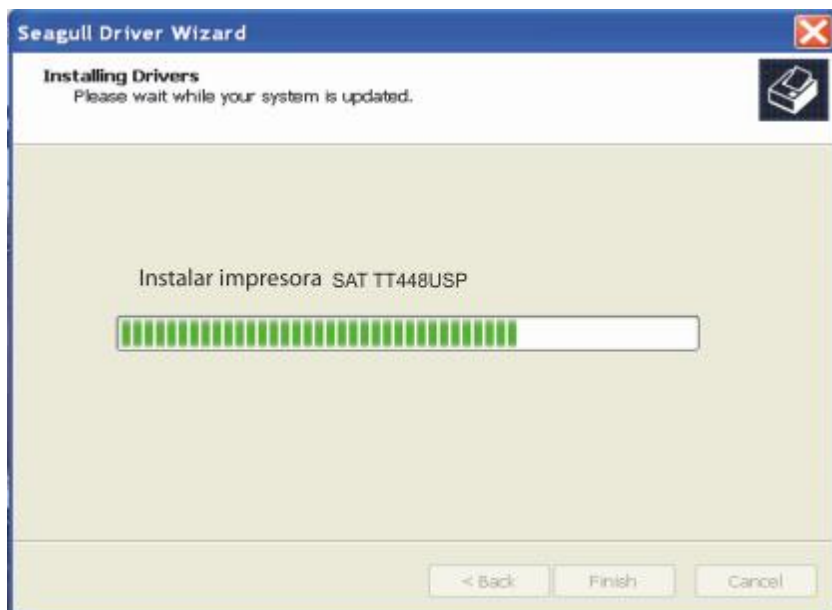 Seagull Driver Wizard
Installing Drivers
Please wait while your system is updated.
Instalar impresora SAT TT448USP
< Back Finish Cancel